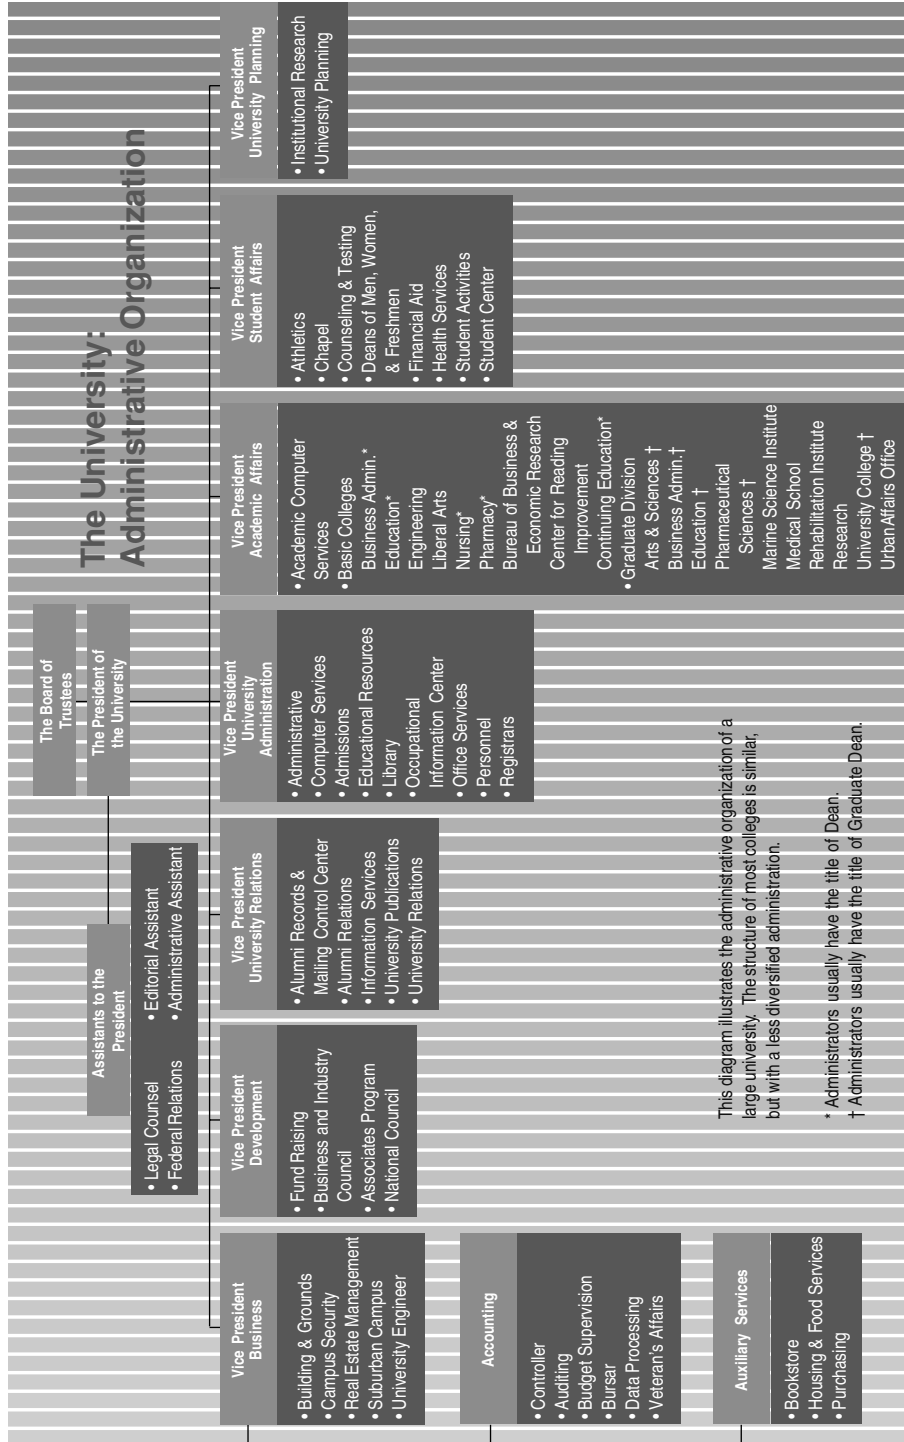 The University:
Administrative Organization
The Board of
Trustees
The President of
the University
Assistants to the
President
• Legal Counsel
• Federal Relations
• Editorial Assistant
• Administrative Assistant
Vice President
Business
• Building & Grounds
• Campus Security
• Real Estate Management
• Suburban Campus
• University Engineer
Accounting
• Controller
• Auditing
• Budget Supervision
• Bursar
• Data Processing
• Veteran's Affairs
Auxiliary Services
• Bookstore
• Housing & Food Services
• Purchasing
Vice President
Development
• Fund Raising
• Business and Industry
Council
• Associates Program
• National Council
Vice President
University Relations
• Alumni Records &
Mailing Control Center
• Alumni Relations
• Information Services
• University Publications
• University Relations
Vice President
University
Administration
• Administrative
• Computer Services
• Admissions
• Educational Resources
• Library
• Occupational
Information Center
• Office Services
• Personnel
• Registrars
Vice President
Academic Affairs
• Academic Computer
Services
• Basic Colleges
Business Admin.*
Education*
Engineering
Liberal Arts
Nursing*
Pharmacy*
Bureau of Business &
Economic Research
Center for Reading
Improvement
Continuing Education*
• Graduate Division
Arts & Sciences †
Business Admin.†
Education †
Pharmaceutical
Sciences †
Marine Science Institute
Medical School
Rehabilitation Institute
Research
University College †
Urban Affairs Office
Vice President
Student Affairs
• Athletics
• Chapel
• Counseling & Testing
• Deans of Men, Women,
& Freshmen
• Financial Aid
• Health Services
• Student Activities
• Student Center
Vice President
University Planning
• Institutional Research
• University Planning
This diagram illustrates the administrative organization of a
large university. The structure of most colleges is similar,
but with a less diversified administration.
* Administrators usually have the title of Dean.
† Administrators usually have the title of Graduate Dean.